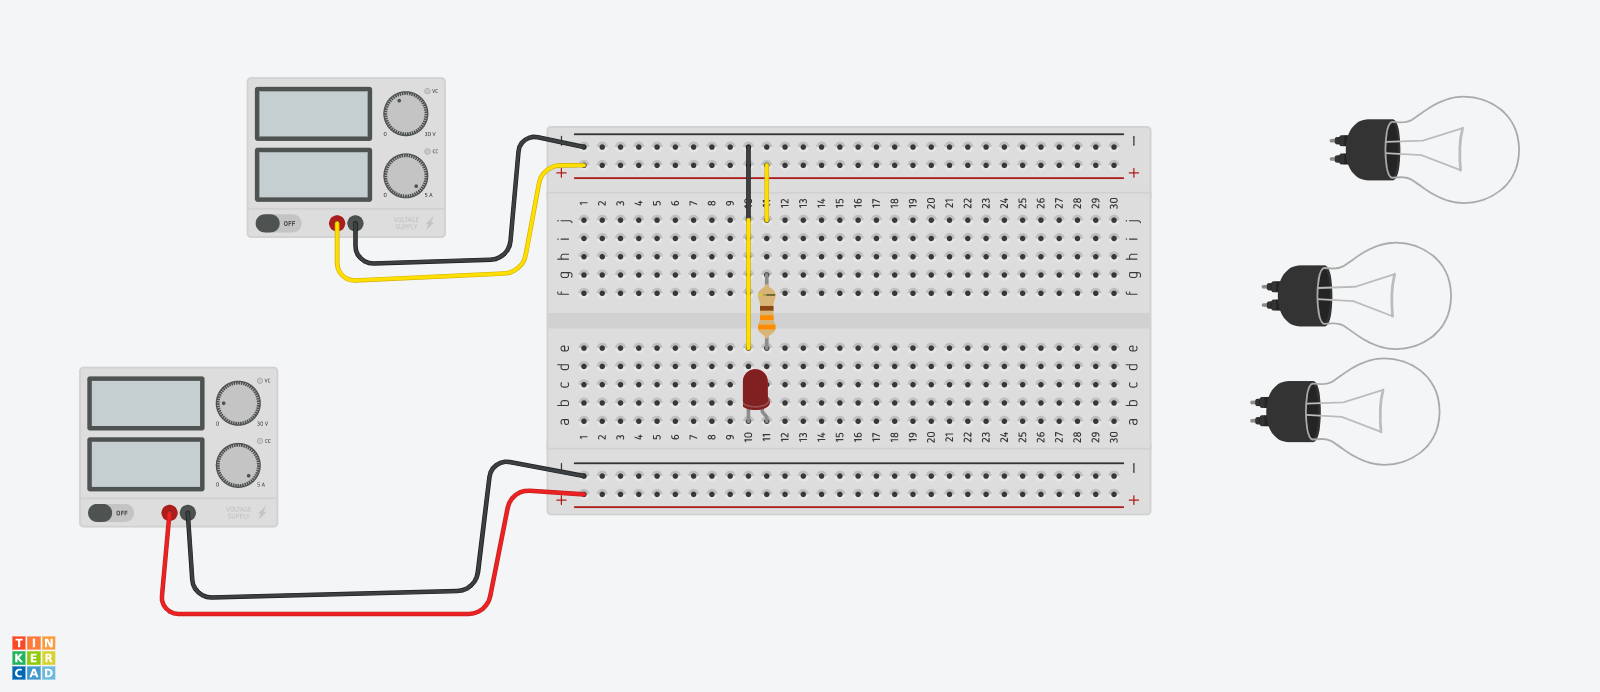 VC
0 30 V
CC
0 5 A
OFF
VOLTAGE
SUPPLY
VC
0 30 V
CC
0 5 A
OFF
VOLTAGE
SUPPLY
+ +
1 2 3 4 5 6 7 8 9 10 11 12 13 14 15 16 17 18 19 20 21 22 23 24 25 26 27 28 29 30
j j
i i
h h
g g
f f
e e
d d
c c
b b
a a
1 2 3 4 5 6 7 8 9 10 11 12 13 14 15 16 17 18 19 20 21 22 23 24 25 26 27 28 29 30
+ +
TIN
KER
CAD